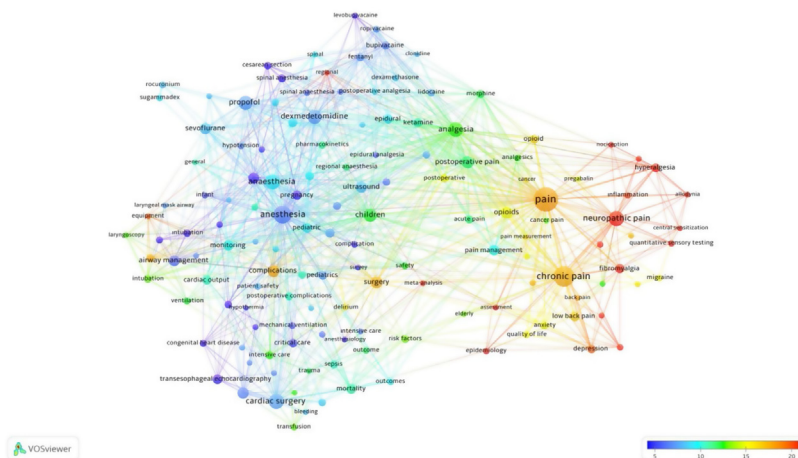 levobupivacaine
ropivacaine
bupivacaine
spinal
clonidine
fentanyl
cesarean section
regional
spinal anesthesia
dexamethasone
rocuronium
spinal anaesthesia
postoperative analgesia
lidocaine
morphine
sugammadex
propofol
dexmedetomidine
epidural
ketamine
sevoflurane
analgesia
opioid
hypotension
pharmacokinetics
nociception
epidural analgesia
analgesics
general
regional anaesthesia
postoperative pain
hyperalgesia
anaesthesia
postoperative
cancer
pregabalin
infant
pregnancy
ultrasound
inflammation
allodynia
pain
laryngeal mask airway
equipment
anesthesia
children
acute pain
opioids
cancer pain
neuropathic pain
pediatric
central sensitization
laryngoscopy
intubation
pain measurement
monitoring
complication
pain management
quantitative sensory testing
airway management
complications
surgery
safety
fibromyalgia
intubation
cardiac output
pediatrics
surgery
meta-analysis
chronic pain
migraine
patient safety
ventilation
postoperative complications
back pain
hypothermia
delirium
assessment
elderly
low back pain
mechanical ventilation
anxiety
intensive care
quality of life
congenital heart disease
critical care
anesthesiology
risk factors
intensive care
outcome
epidemiology
depression
sepsis
trauma
transesophageal echocardiography
mortality
outcomes
cardiac surgery
bleeding
transfusion
VOSviewer
5
10
15
20